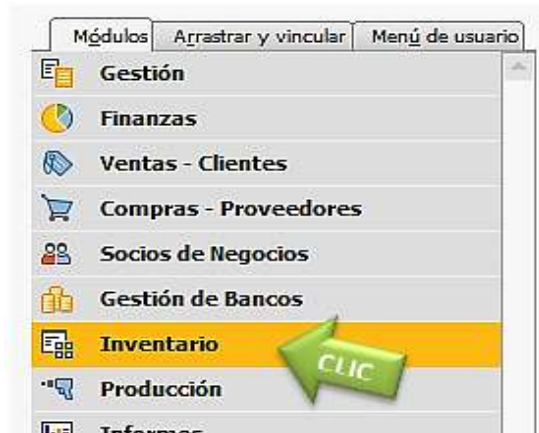 Módulos Arrastrar y vincular Menú de usuario
Gestión
Finanzas
Ventas - Clientes
Compras - Proveedores
Socios de Negocios
Gestión de Bancos
Inventario
CLIC
Producción
Informes